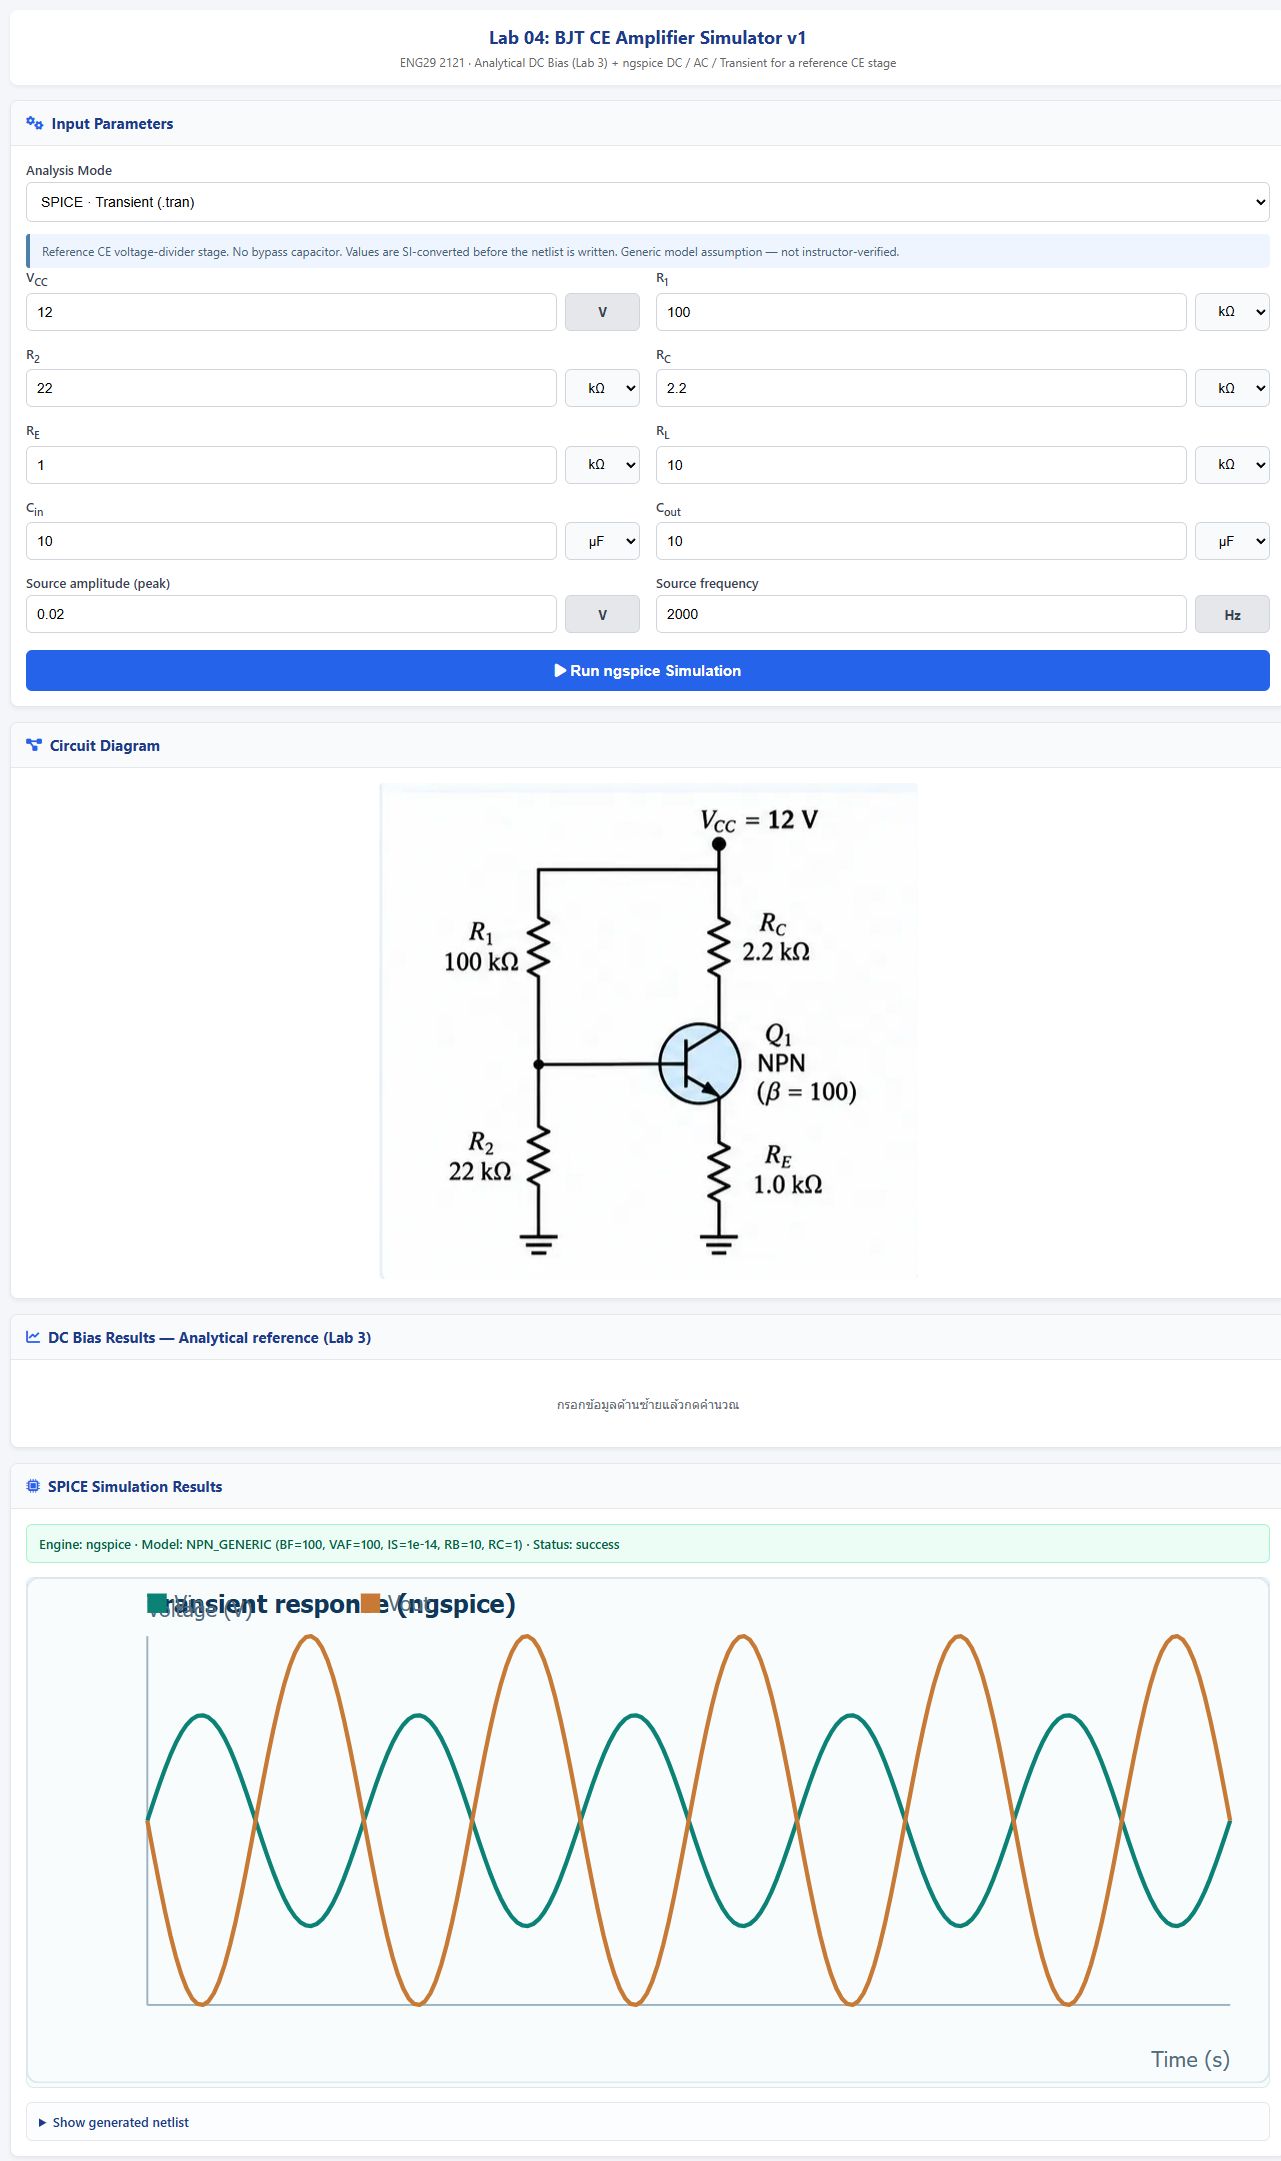 Lab 04: BJT CE Amplifier Simulator v1
ENG29 2121 · Analytical DC Bias (Lab 3) + ngspice DC / AC / Transient for a reference CE stage
Input Parameters
Analysis Mode
SPICE · Transient (.tran)
Reference CE voltage-divider stage. No bypass capacitor. Values are SI-converted before the netlist is written. Generic model assumption — not instructor-verified.
VCC R1
12 V 100 kΩ
R2 RC
22 kΩ 2.2 kΩ
RE RL
1 kΩ 10 kΩ
Cin Cout
10 µF 10 µF
Source amplitude (peak) Source frequency
0.02 V 2000 Hz
Run ngspice Simulation
Circuit Diagram
VCC = 12 V
R1
100 kΩ
RC
2.2 kΩ
Q1
NPN
(β = 100)
R2
22 kΩ
RE
1.0 kΩ
DC Bias Results — Analytical reference (Lab 3)
กรอกข้อมูลด้านซ้ายแล้วกดคำนวณ
SPICE Simulation Results
Engine: ngspice · Model: NPN_GENERIC (BF=100, VAF=100, IS=1e-14, RB=10, RC=1) · Status: success
Transient response (ngspice)
Vin Vout
Voltage (V)
Time (s)
Show generated netlist